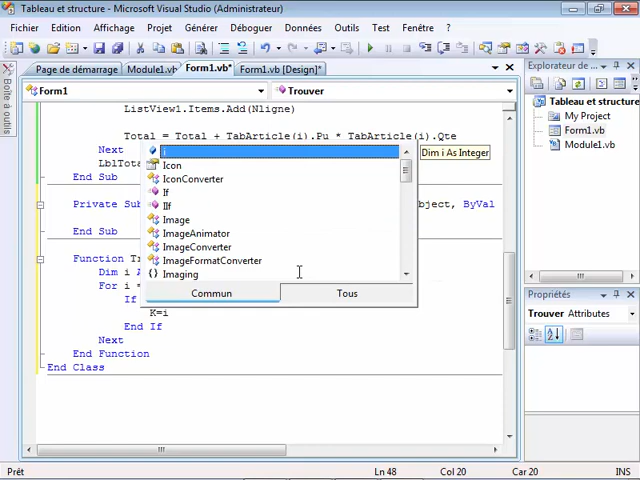 Tableau et structure - Microsoft Visual Studio (Administrateur)
Fichier Edition Affichage Projet Générer Déboguer Données Outils Test Fenêtre ?
Page de démarrage Module1.vb Form1.vb* Form1.vb [Design]*
Form1 Trouver
ListView1.Items.Add(Nligne)
Total = Total + TabArticle(i).Pu * TabArticle(i).Qte
Next
LblTota
End Sub
Private Su
bject, ByVal
End Sub
Function Tr
Dim i A
For i =
If
K=i
End If
Next
End Function
End Class
i
Icon
IconConverter
If
IIf
Image
ImageAnimator
ImageConverter
ImageFormatConverter
Imaging
Commun Tous
Dim i As Integer
Boîte à outils
Explorateur de
Tableau et structure
My Project
Form1.vb
Module1.vb
Propriétés
Trouver Attributes
Prêt Ln 48 Col 20 Car 20 INS